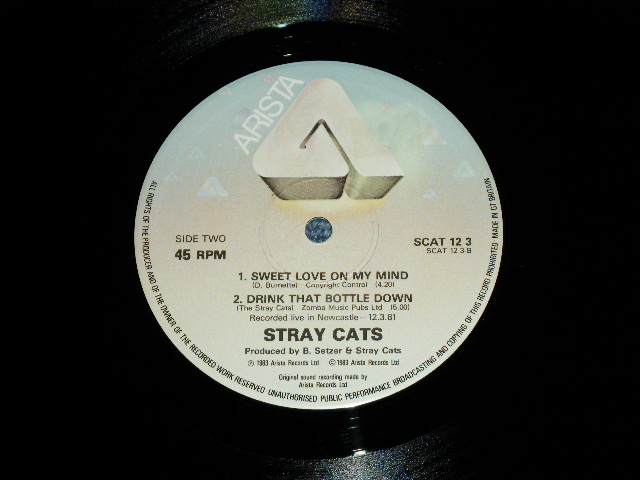 ARISTA
SIDE TWO
45 RPM
SCAT 12 3
SCAT 12 3-B
1. SWEET LOVE ON MY MIND
(D. Burnette) Copyright Control (4.20)
2. DRINK THAT BOTTLE DOWN
(The Stray Cats) Zomba Music Pubs Ltd (5.00)
Recorded live in Newcastle – 12.3.81
STRAY CATS
Produced by B. Setzer & Stray Cats
℗ 1983 Arista Records Ltd © 1983 Arista Records Ltd
Original sound recording made by
Arista Records Ltd
ALL RIGHTS OF THE PRODUCER AND OF THE OWNER OF THE RECORDED WORK RESERVED UNAUTHORISED PUBLIC PERFORMANCE BROADCASTING AND COPYING OF THIS RECORD PROHIBITED MADE IN GT BRITAIN